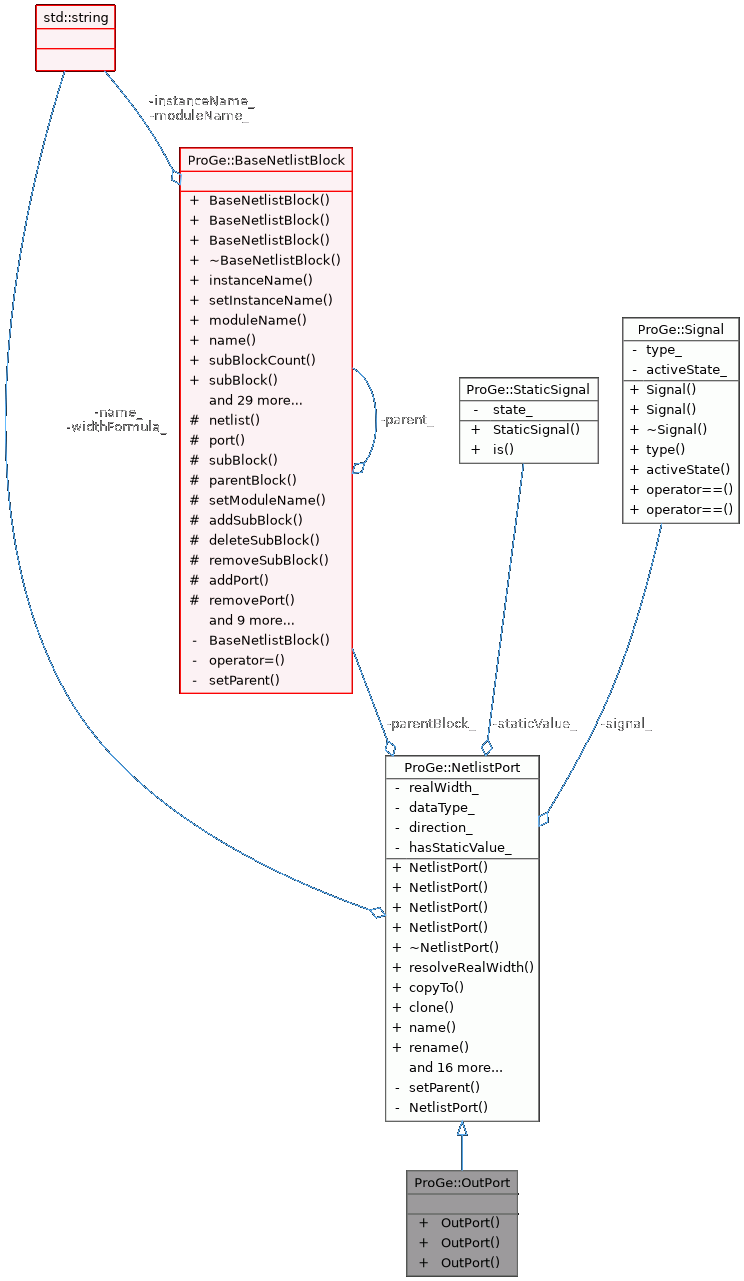 std::string
-instanceName_
-moduleName_
ProGe::BaseNetlistBlock
+ BaseNetlistBlock()
+ BaseNetlistBlock()
+ BaseNetlistBlock()
+ ~BaseNetlistBlock()
+ instanceName()
+ setInstanceName()
+ moduleName()
+ name()
+ subBlockCount()
+ subBlock()
and 29 more...
# netlist()
# port()
# subBlock()
# parentBlock()
# setModuleName()
# addSubBlock()
# deleteSubBlock()
# removeSubBlock()
# addPort()
# removePort()
and 9 more...
- BaseNetlistBlock()
- operator=()
- setParent()
-name_
-widthFormula_
-parent_
ProGe::StaticSignal
- state_
+ StaticSignal()
+ is()
ProGe::Signal
- type_
- activeState_
+ Signal()
+ Signal()
+ ~Signal()
+ type()
+ activeState()
+ operator==()
+ operator==()
-parentBlock_
-staticValue_
-signal_
ProGe::NetlistPort
- realWidth_
- dataType_
- direction_
- hasStaticValue_
+ NetlistPort()
+ NetlistPort()
+ NetlistPort()
+ NetlistPort()
+ ~NetlistPort()
+ resolveRealWidth()
+ copyTo()
+ clone()
+ name()
+ rename()
and 16 more...
- setParent()
- NetlistPort()
ProGe::OutPort
+ OutPort()
+ OutPort()
+ OutPort()